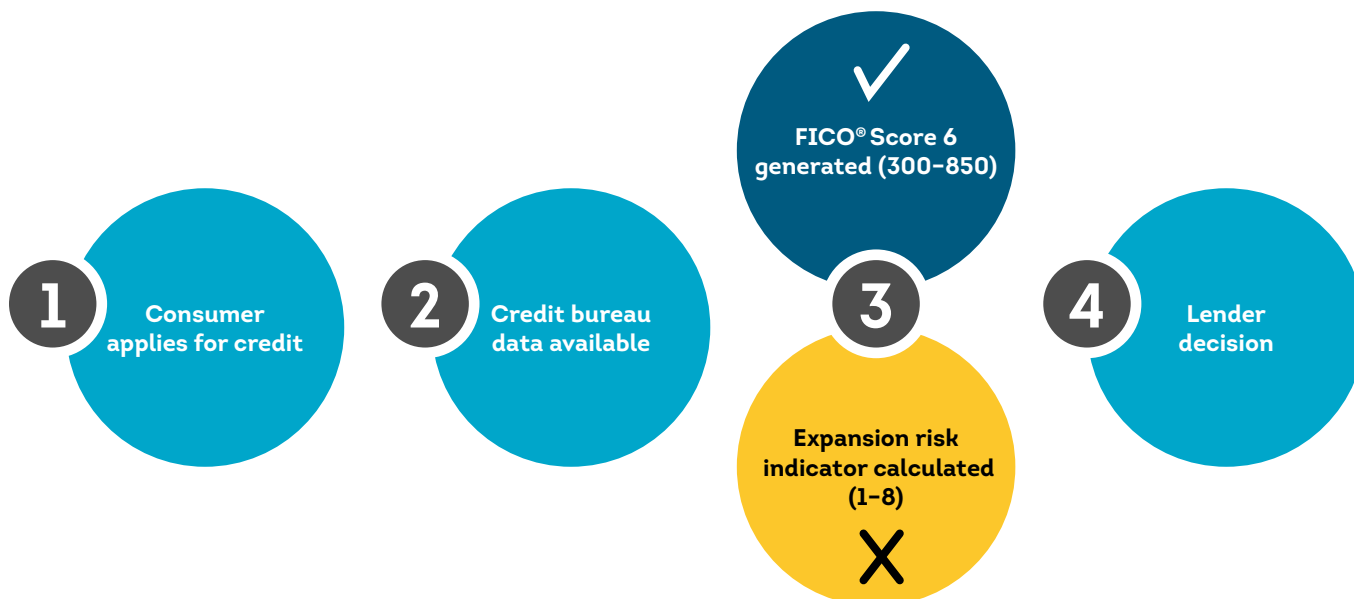 1
Consumer
applies for credit
2
Credit bureau
data available
FICO® Score 6
generated (300–850)
3
Expansion risk
indicator calculated
(1–8)
4
Lender
decision